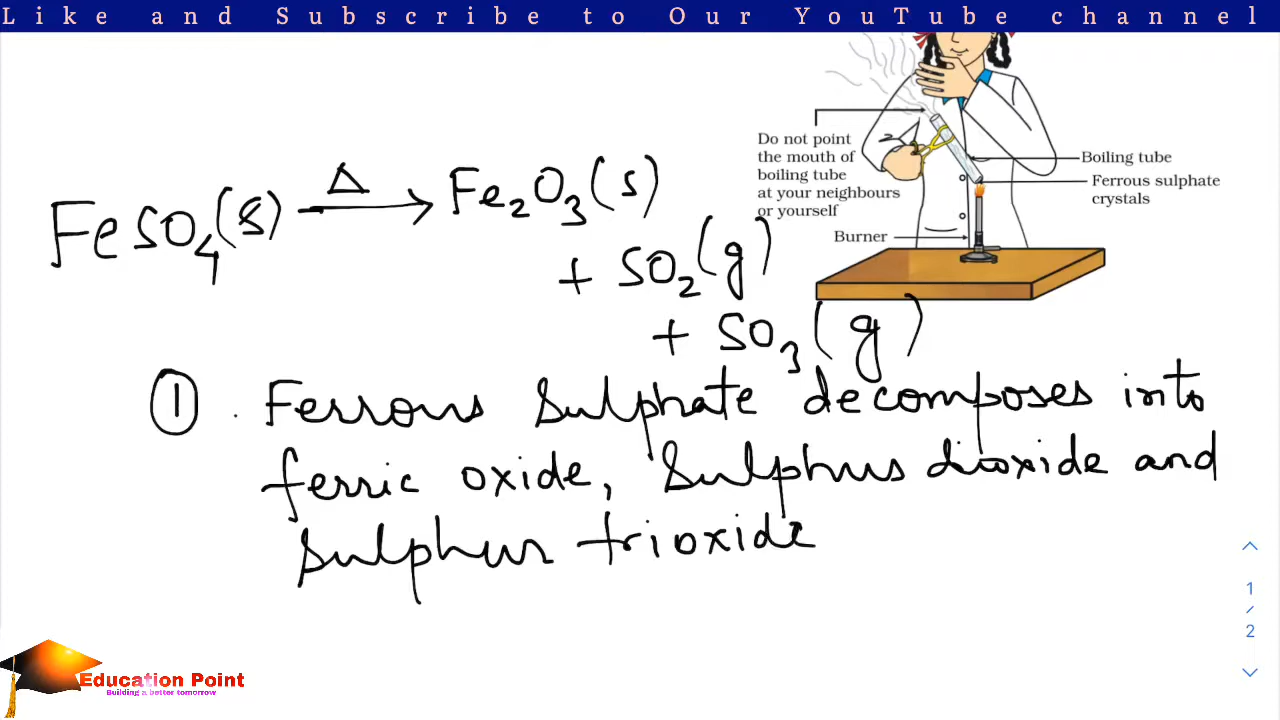 Like and Subscribe to Our YouTube channel
Do not point
the mouth of
boiling tube
at your neighbours
or yourself
Boiling tube
Ferrous sulphate
crystals
Burner
FeSO4(s) Δ→ Fe2O3(s)
+ SO2(g)
+ SO3(g)
① Ferrous Sulphate decomposes into
ferric oxide, Sulphus dioxide and
Sulphur trioxide
1
/
2
Education Point
Building a better tomorrow